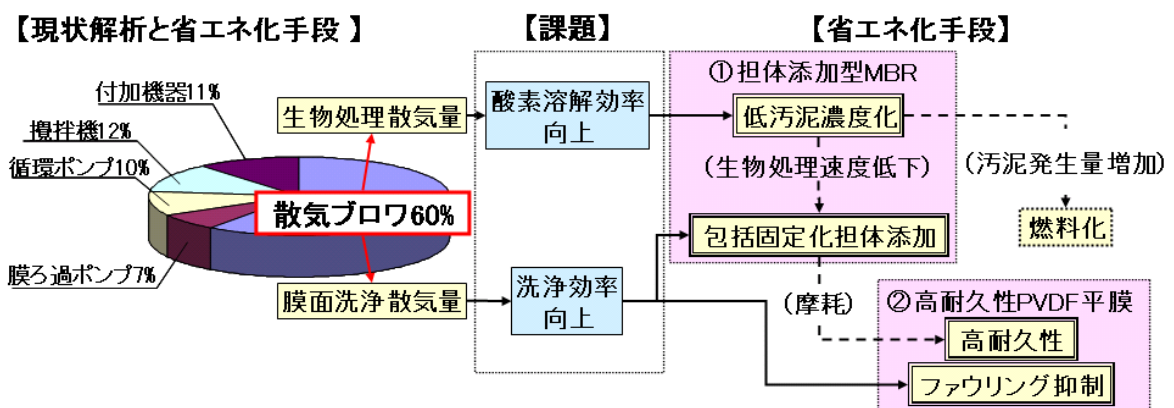 【現状解析と省エネ化手段 】
【課題】
【省エネ化手段】
付加機器11%
攪拌機12%
循環ポンプ10%
膜ろ過ポンプ7%
散気ブロワ60%
生物処理散気量
膜面洗浄散気量
酸素溶解効率
向上
洗浄効率
向上
①担体添加型MBR
低汚泥濃度化
(生物処理速度低下)
包括固定化担体添加
(汚泥発生量増加)
燃料化
(摩耗)
②高耐久性PVDF平膜
高耐久性
ファウリング抑制